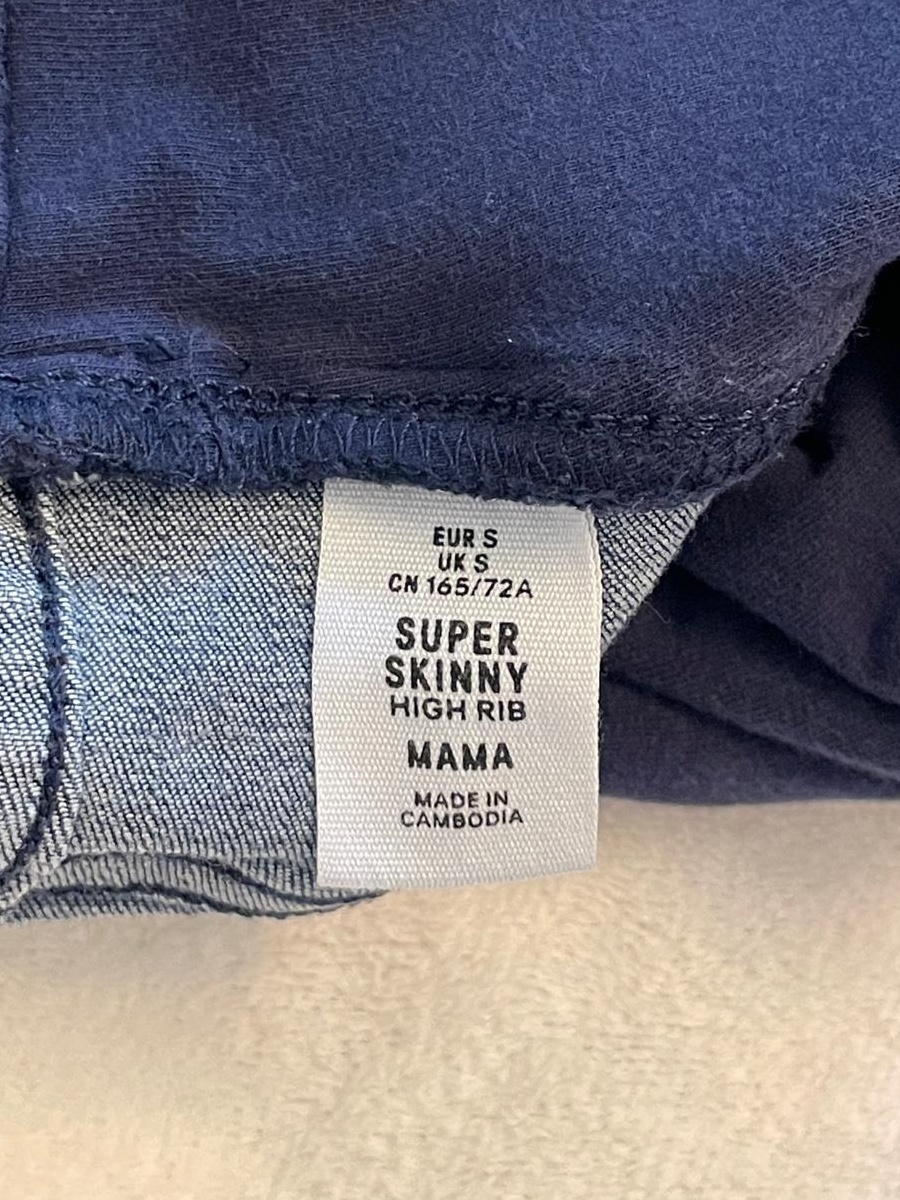 EUR S
UK S
CN 165/72A
SUPER
SKINNY
HIGH RIB
MAMA
MADE IN
CAMBODIA